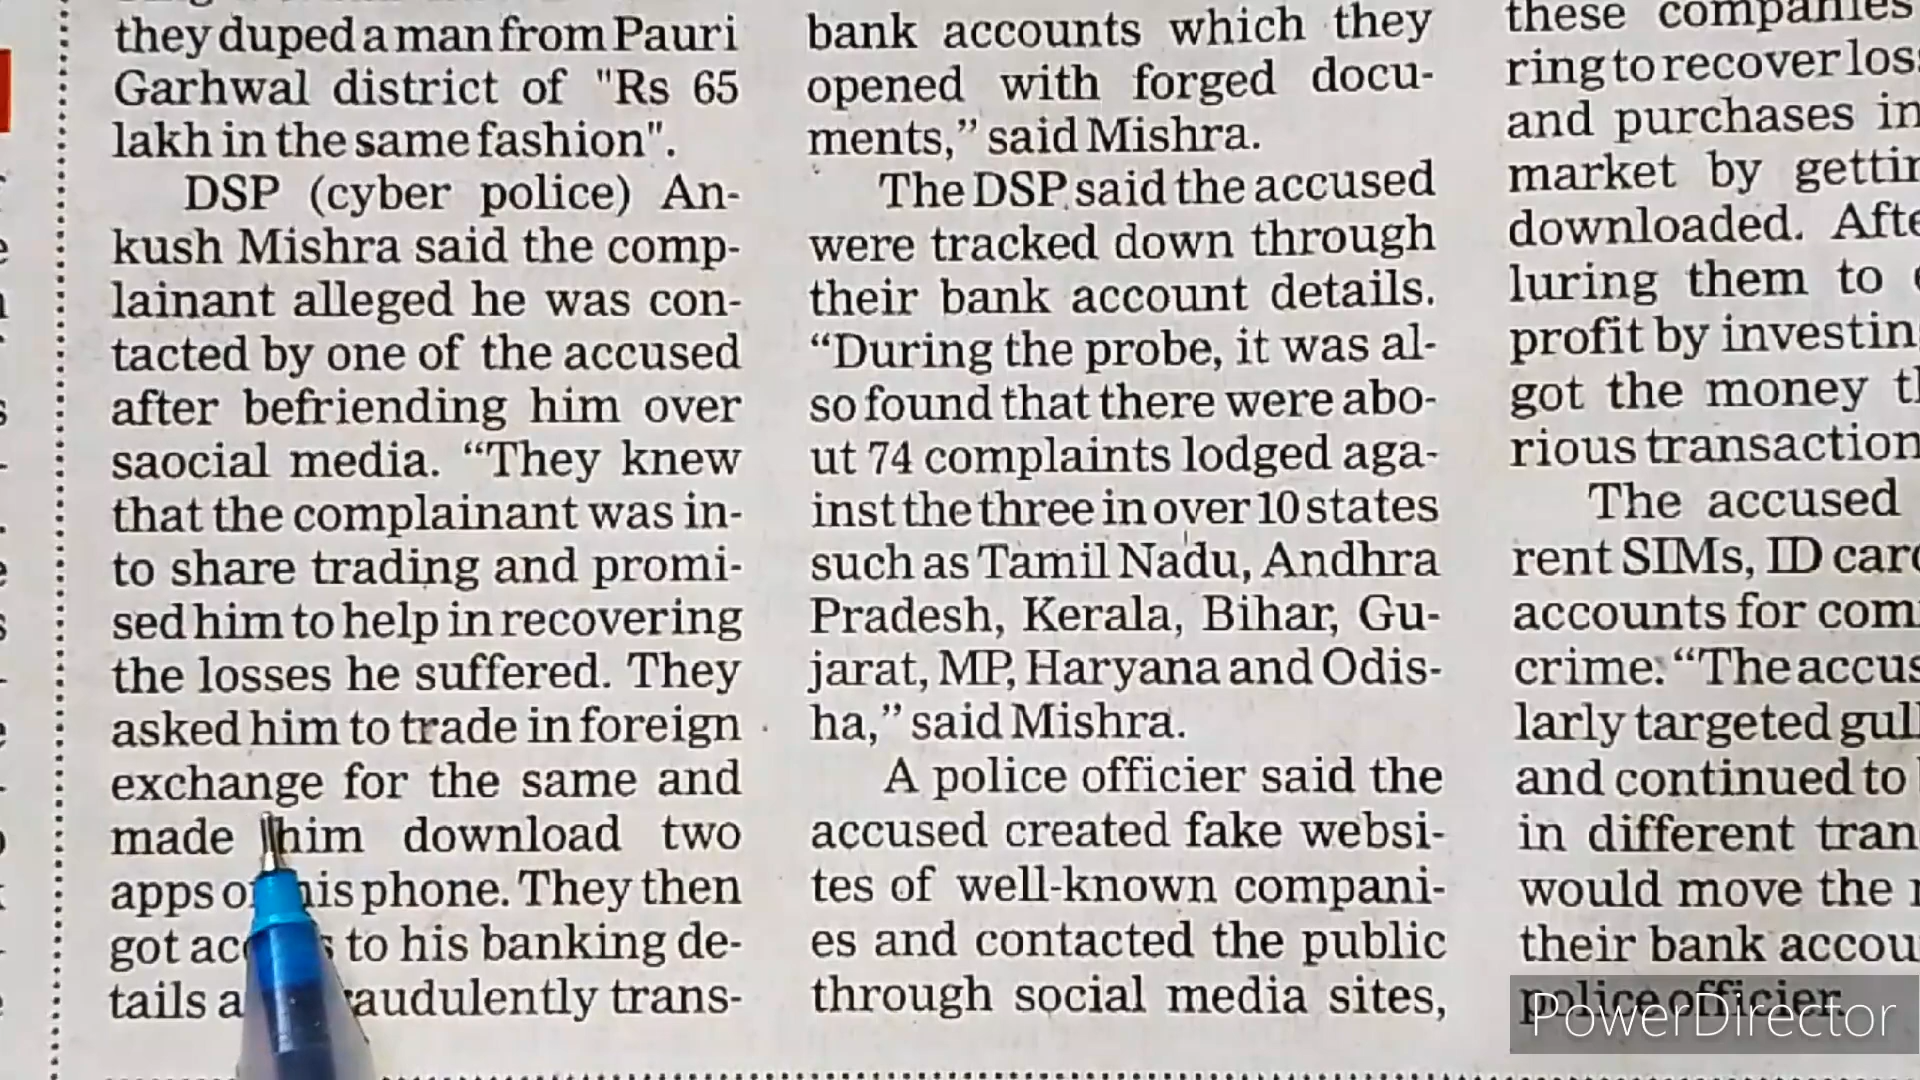 they duped a man from Pauri
Garhwal district of "Rs 65
lakh in the same fashion".
DSP (cyber police) An-
kush Mishra said the comp-
lainant alleged he was con-
tacted by one of the accused
after befriending him over
saocial media. “They knew
that the complainant was in-
to share trading and promi-
sed him to help in recovering
the losses he suffered. They
asked him to trade in foreign
exchange for the same and
made him download two
apps his phone. They then
got to his banking de-
tails trans-
bank accounts which they
opened with forged docu-
ments,” said Mishra.
The DSP said the accused
were tracked down through
their bank account details.
“During the probe, it was al-
so found that there were abo-
ut 74 complaints lodged aga-
inst the three in over 10 states
such as Tamil Nadu, Andhra
Pradesh, Kerala, Bihar, Gu-
jarat, MP, Haryana and Odis-
ha,” said Mishra.
A police officier said the
accused created fake websi-
tes of well-known compani-
es and contacted the public
through social media sites,
these companies
ring to recover
and purchases in
market by
downloaded.
luring them to
profit by
got the money
rious transaction
The accused
rent SIMs, ID
accounts for
crime. “The
larly targeted
and continued to
in different
would move the
their bank
police officier.
PowerDirector